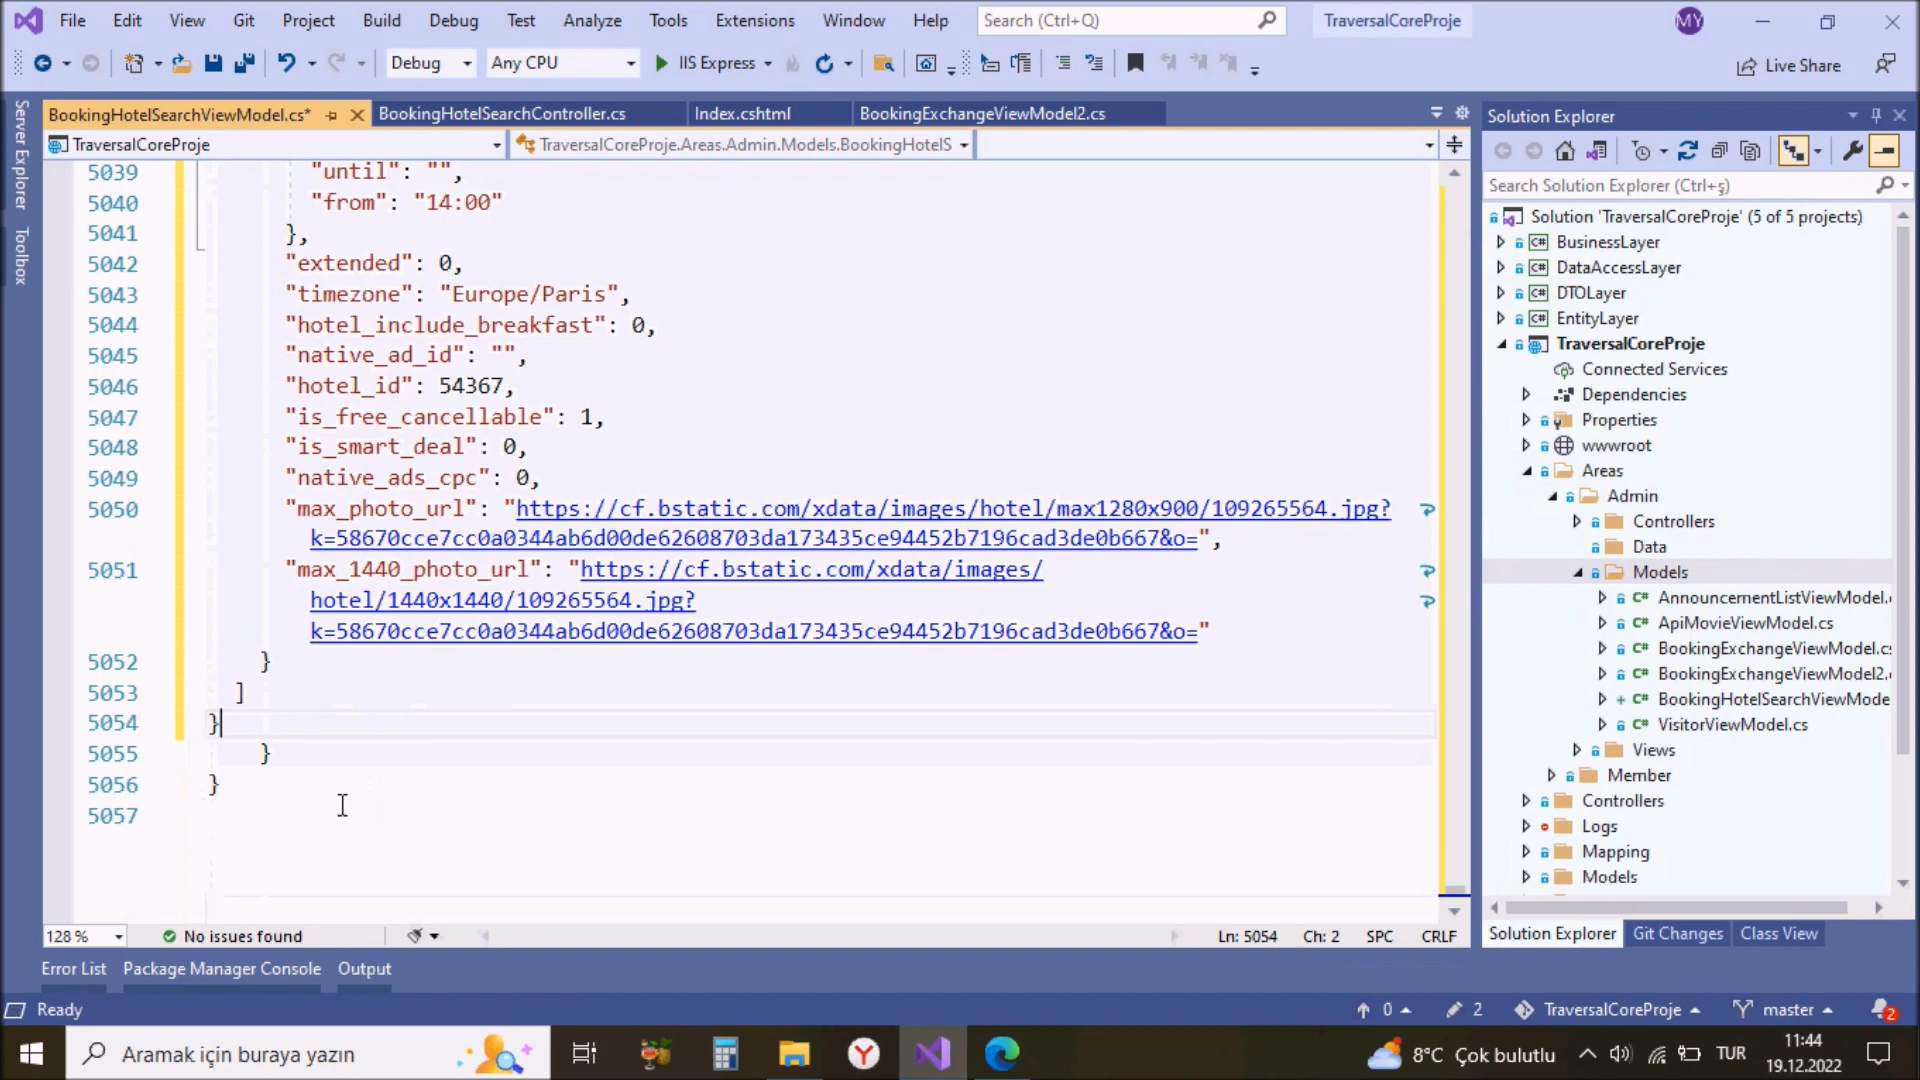 File Edit View Git Project Build Debug Test Analyze Tools Extensions Window Help Search (Ctrl+Q) TraversalCoreProje MY
Debug Any CPU IIS Express Live Share
Server Explorer
Toolbox
BookingHotelSearchViewModel.cs* BookingHotelSearchController.cs Index.cshtml BookingExchangeViewModel2.cs
TraversalCoreProje TraversalCoreProje.Areas.Admin.Models.BookingHotelS
5039 "until": "",
5040 "from": "14:00"
5041 },
5042 "extended": 0,
5043 "timezone": "Europe/Paris",
5044 "hotel_include_breakfast": 0,
5045 "native_ad_id": "",
5046 "hotel_id": 54367,
5047 "is_free_cancellable": 1,
5048 "is_smart_deal": 0,
5049 "native_ads_cpc": 0,
5050 "max_photo_url": "https://cf.bstatic.com/xdata/images/hotel/max1280x900/109265564.jpg?
k=58670cce7cc0a0344ab6d00de62608703da173435ce94452b7196cad3de0b667&o=",
5051 "max_1440_photo_url": "https://cf.bstatic.com/xdata/images/
hotel/1440x1440/109265564.jpg?
k=58670cce7cc0a0344ab6d00de62608703da173435ce94452b7196cad3de0b667&o="
5052 }
5053 ]
5054 }
5055 }
5056 }
5057
128 % No issues found Ln: 5054 Ch: 2 SPC CRLF
Error List Package Manager Console Output
Solution Explorer
Search Solution Explorer (Ctrl+ş)
Solution 'TraversalCoreProje' (5 of 5 projects)
BusinessLayer
DataAccessLayer
DTOLayer
EntityLayer
TraversalCoreProje
Connected Services
Dependencies
Properties
wwwroot
Areas
Admin
Controllers
Data
Models
AnnouncementListViewModel.
ApiMovieViewModel.cs
BookingExchangeViewModel.cs
BookingExchangeViewModel2.
BookingHotelSearchViewMode
VisitorViewModel.cs
Views
Member
Controllers
Logs
Mapping
Models
Solution Explorer Git Changes Class View
Ready 0 2 TraversalCoreProje master 2
Aramak için buraya yazın 8°C Çok bulutlu TUR 11:44
19.12.2022